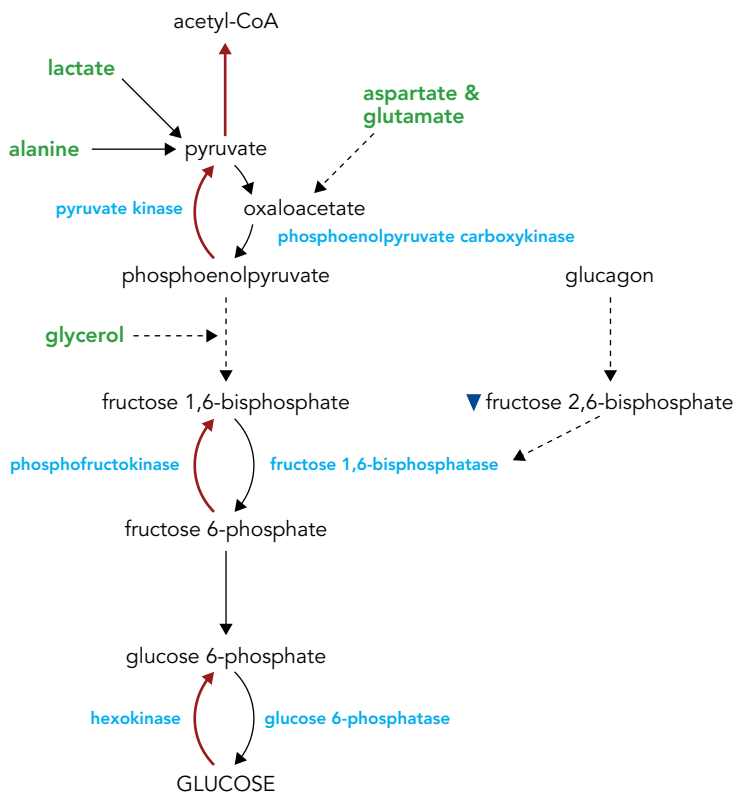 acetyl-CoA
lactate
aspartate &
glutamate
alanine
pyruvate
pyruvate kinase
oxaloacetate
phosphoenolpyruvate carboxykinase
phosphoenolpyruvate
glucagon
glycerol
fructose 1,6-bisphosphate
fructose 2,6-bisphosphate
phosphofructokinase
fructose 1,6-bisphosphatase
fructose 6-phosphate
glucose 6-phosphate
hexokinase
glucose 6-phosphatase
GLUCOSE